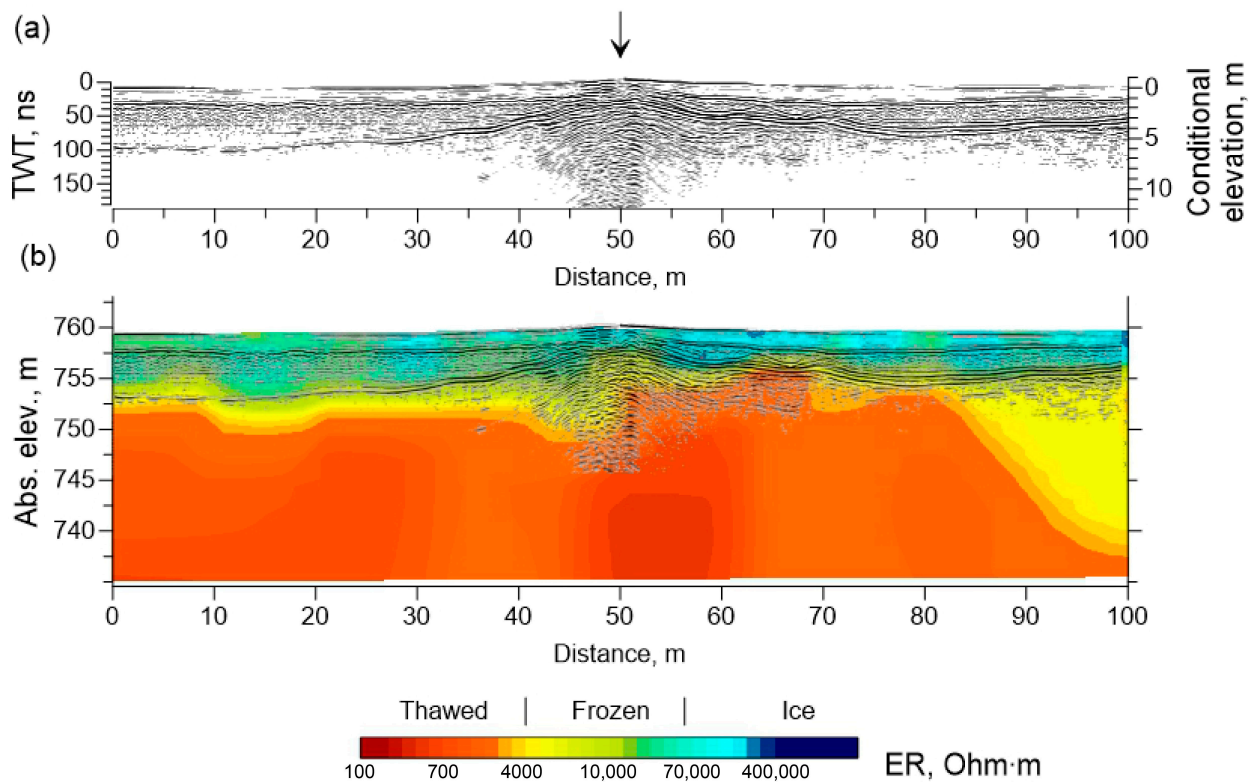 (a)
TWT, ns
0
50
100
150
0
5
10
Conditional
elevation, m
0 10 20 30 40 50 60 70 80 90 100
Distance, m
(b)
Abs. elev., m
760
755
750
745
740
0 10 20 30 40 50 60 70 80 90 100
Distance, m
Thawed | Frozen | Ice
100 700 4000 10,000 70,000 400,000
ER, Ohm·m